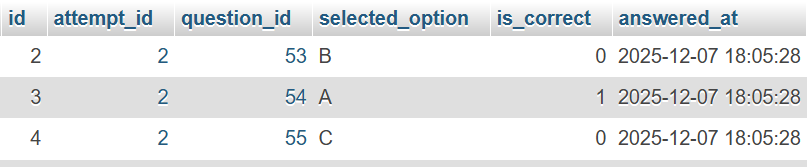 id attempt_id question_id selected_option is_correct answered_at
2 2 53 B 0 2025-12-07 18:05:28
3 2 54 A 1 2025-12-07 18:05:28
4 2 55 C 0 2025-12-07 18:05:28